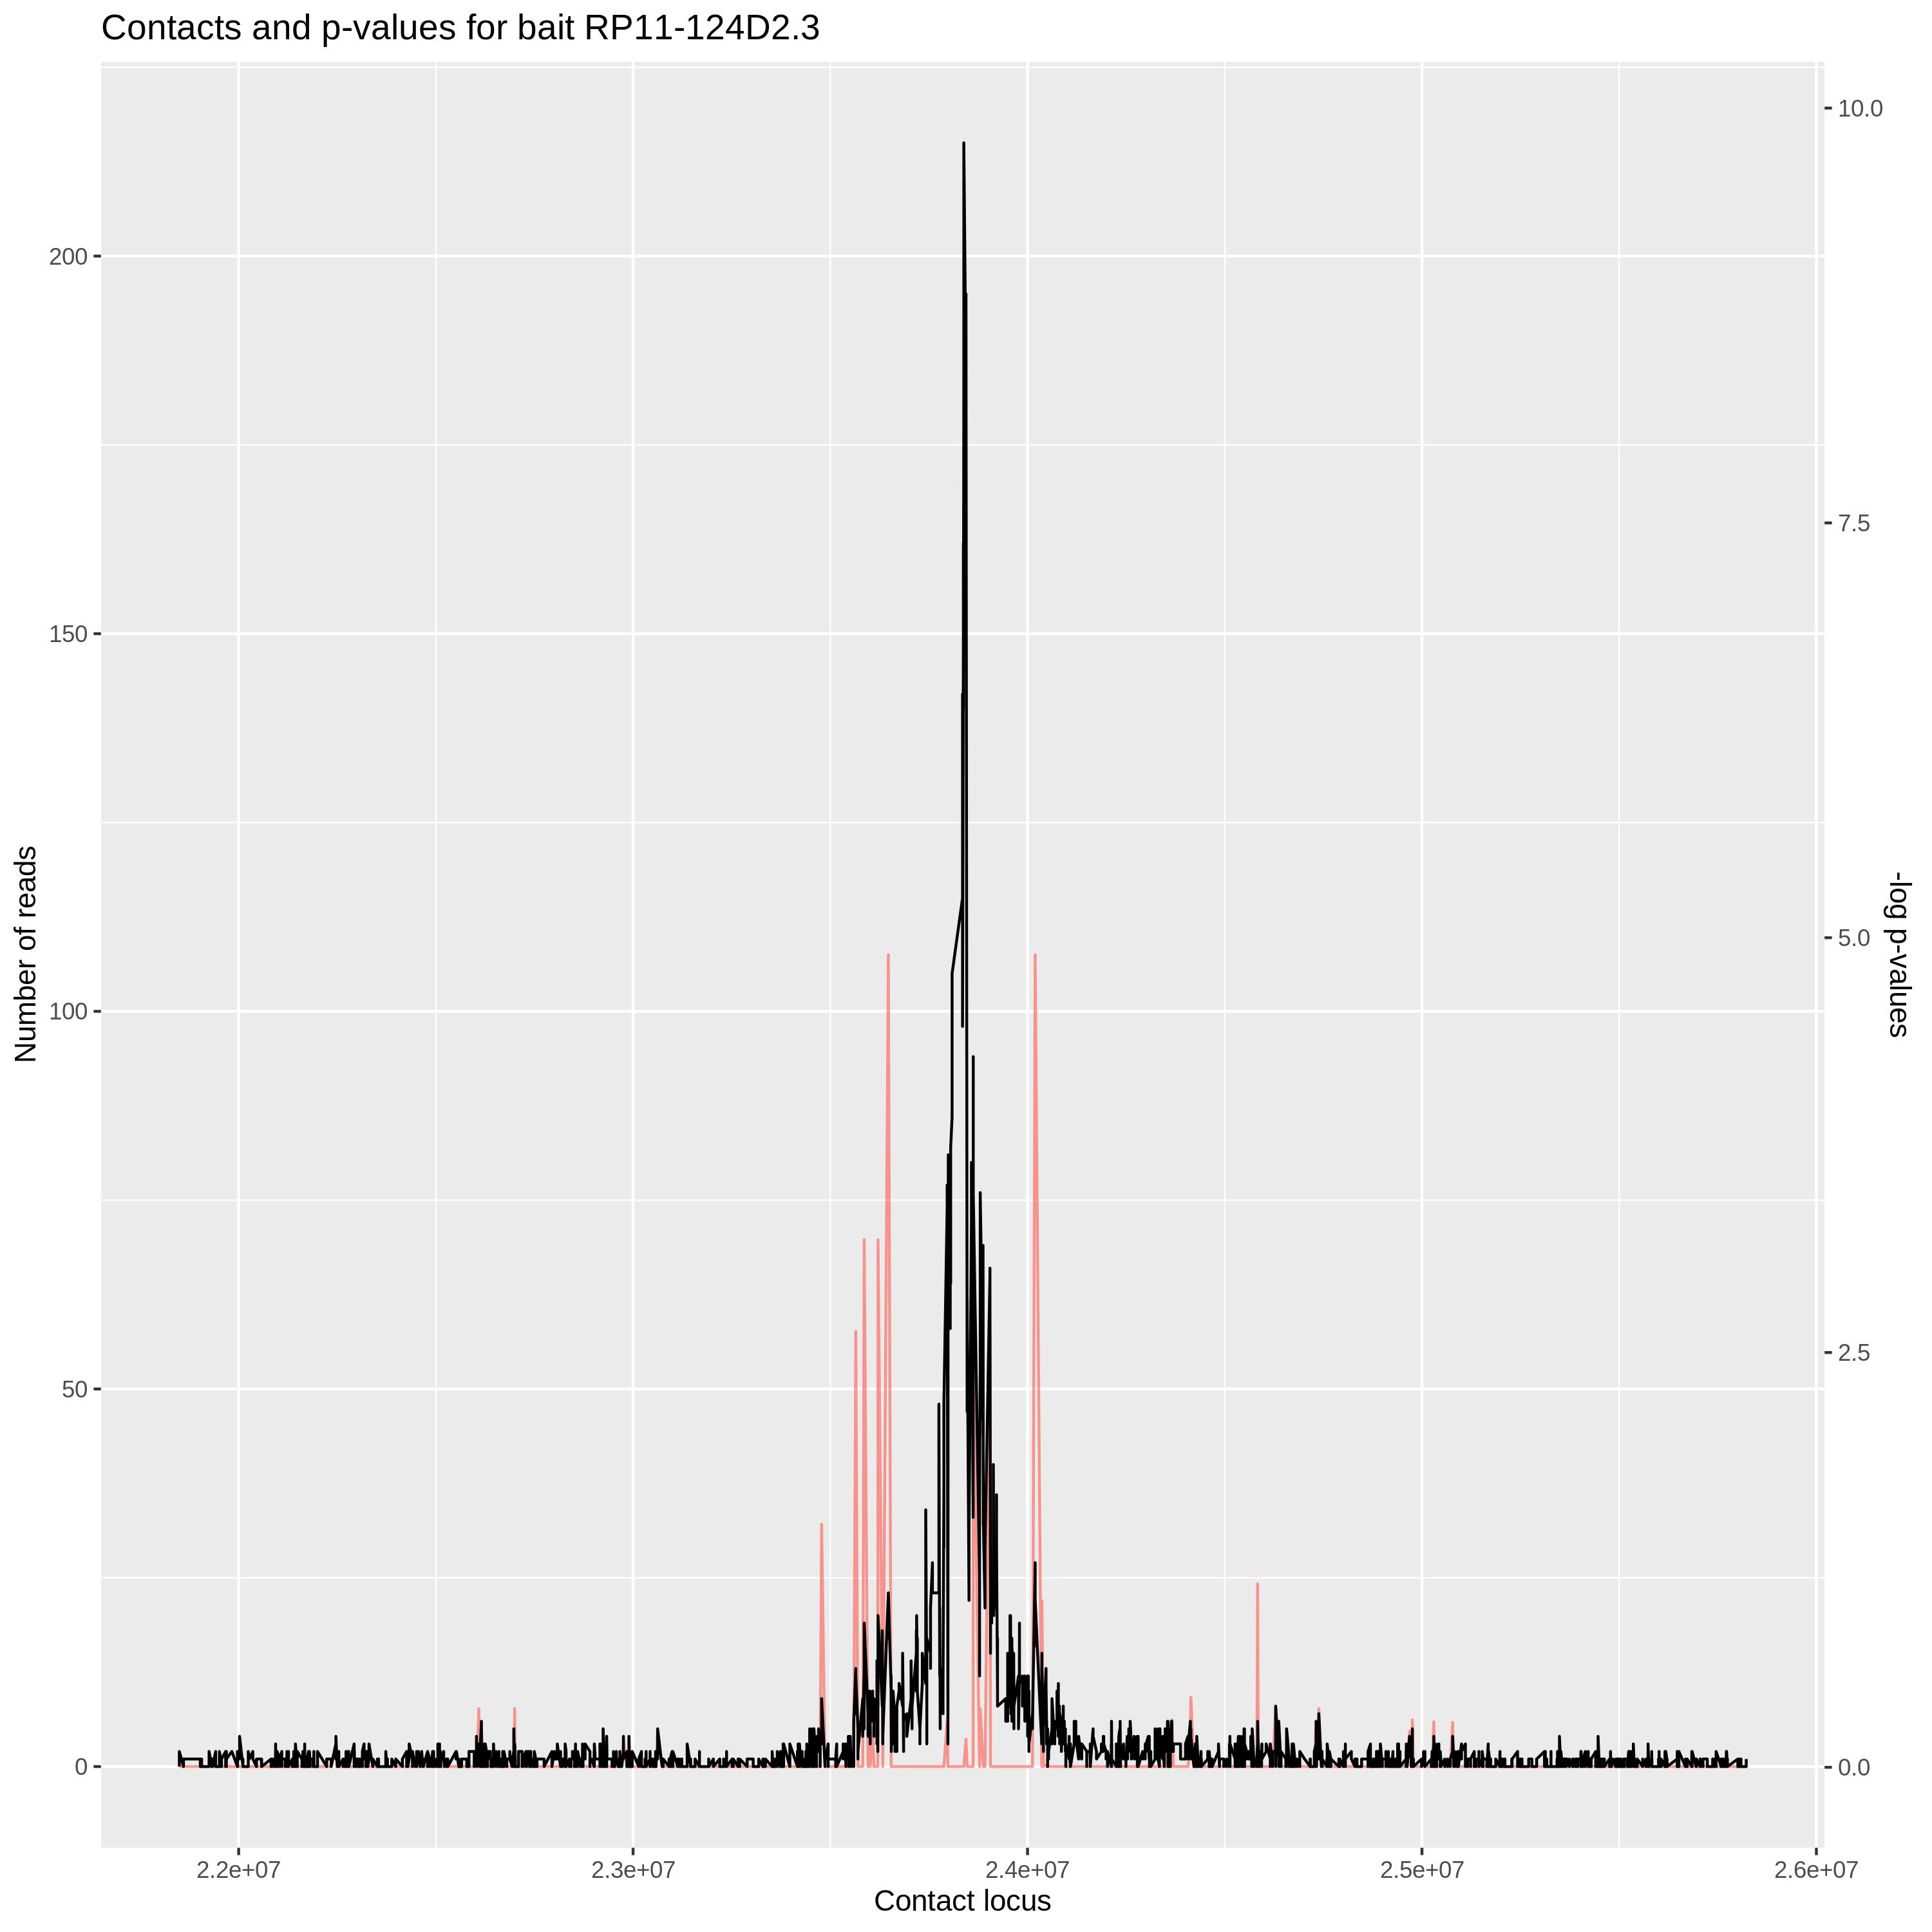 Contacts and p-values for bait RP11-124D2.3
Number of reads
200
150
100
50
0
10.0
7.5
5.0
2.5
0.0
-log p-values
2.2e+07
2.3e+07
2.4e+07
2.5e+07
2.6e+07
Contact locus